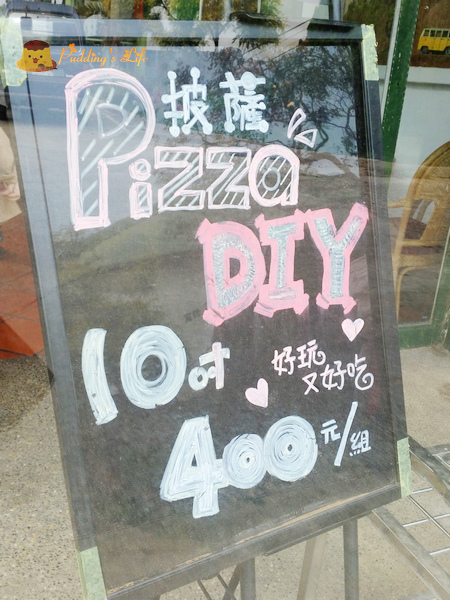 Pudding's Life
披薩
Pizza
DIY
10吋
好玩
又好吃
400元/組